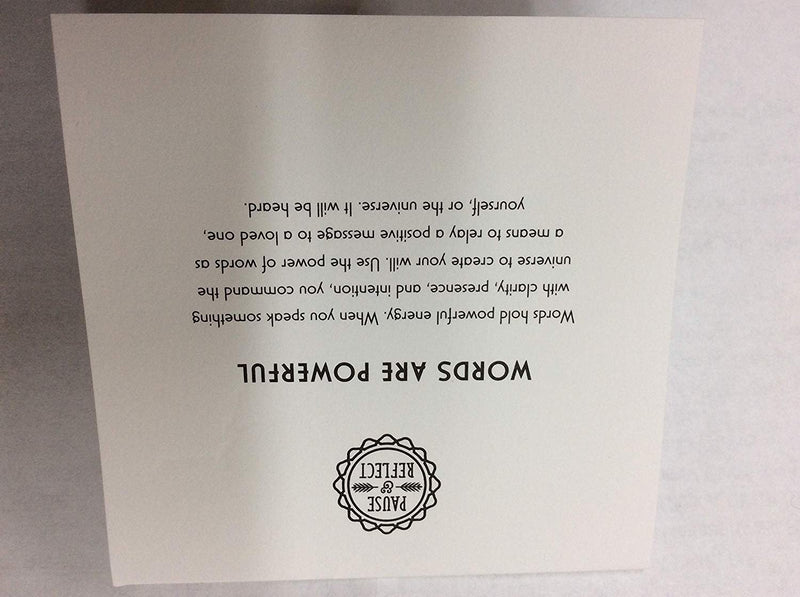 PAUSE
&
REFLECT
WORDS ARE POWERFUL
Words hold powerful energy. When you speak something
with clarity, presence, and intention, you command the
universe to create your will. Use the power of words as
a means to relay a positive message to a loved one,
yourself, or the universe. It will be heard.